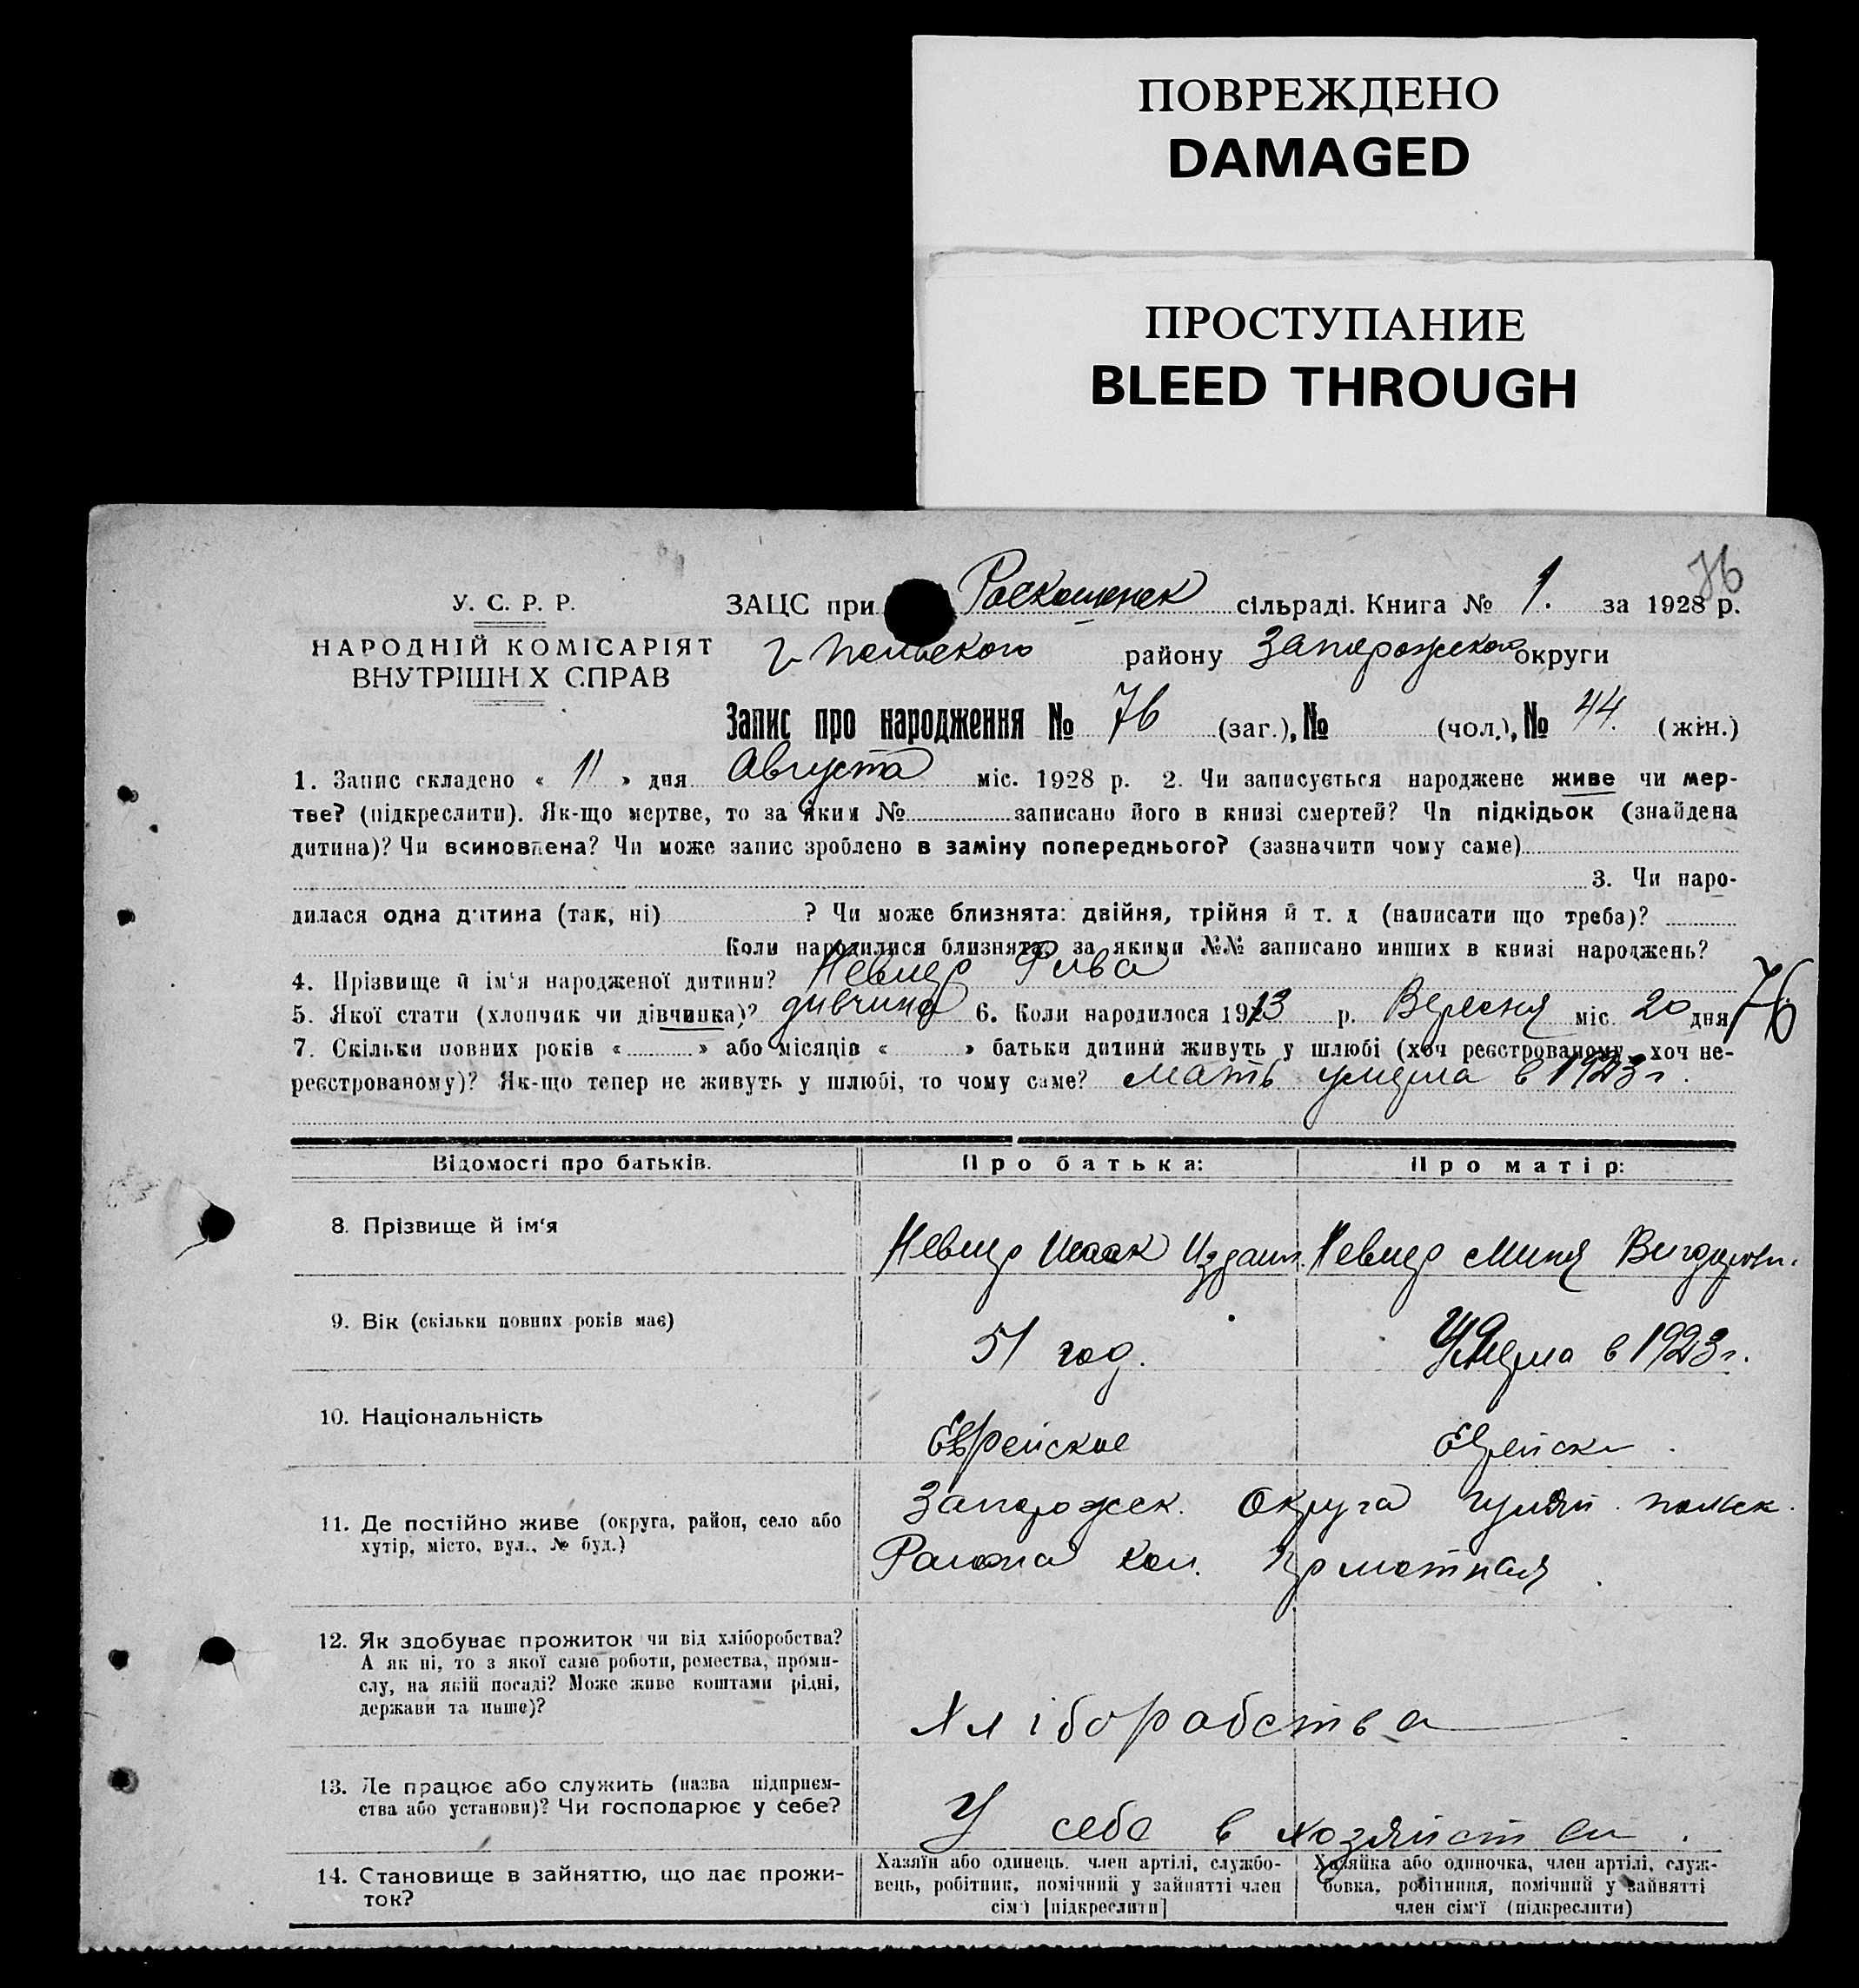 ПОВРЕЖДЕНО
DAMAGED
ПРОСТУПАНИЕ
BLEED THROUGH
76
У. С. Р. Р.
НАРОДНІЙ КОМІСАРІЯТ
ВНУТРІШНІХ СПРАВ
ЗАЦС при сільраді. Книга № 1. за 1928 р.
району Запорожского округи
Запис про народження № 76 (заг.), № (чол.), № 44. (жін.)
1. Запис складено « 11 » дня Августа міс. 1928 р. 2. Чи записується народжене живе чи мер-
тве? (підкреслити). Як-що мертве, то за яким № записано його в книзі смертей? Чи підкідьок (знайдена
дитина)? Чи всиновлена? Чи може запис зроблено в заміну попереднього? (зазначити чому саме)
3. Чи наро-
дилася одна дитина (так, ні) ? Чи може близнята: двійня, трійня й т. д (написати що треба)?
Коли народилися близнята, за якими №№ записано инших в книзі народжень?
4. Прізвище й ім'я народженої дитини? Рива
5. Якої стати (хлопчик чи дівчинка)? дивчина 6. Коли народилося 1913 р. Вересня міс. 20 дня 76
7. Скільки повних років « » або місяців « » батьки дитини живуть у шлюбі (хоч реєстрованому, хоч не-
реєстрованому)? Як-що тепер не живуть у шлюбі, то чому саме? мать умерла в 1923 г.
Відомості про батьків.
Про батька:
Про матір:
8. Прізвище й ім'я
Исаак
9. Вік (скільки повних років має)
51 год.
Умерла в 1923 г.
10. Національність
Еврейское
Еврейск
11. Де постійно живе (округа, район, село або
хутір, місто, вул., № буд.)
Запорожск. Округа Гуляй польск.
Района кол.
12. Як здобуває прожиток чи від хліборобства?
А як ні, то з якої саме роботи, ремества, проми-
слу, на якій посаді? Може живе коштами рідні,
держави та инше)?
Хліборобства
13. Де працює або служить (назва підприєм-
ства або установи)? Чи господарює у себе?
У себе в хозяйстви.
14. Становище в зайняттю, що дає прожи-
ток?
Хазяїн або одинець, член артілі, службо-
вець, робітник, помічний у зайнятті член
сім'ї [підкреслити]
Хазяйка або одиночка, член артілі, служ-
бовка, робітниця, помічний у зайнятті
член сім'ї (підкреслити)